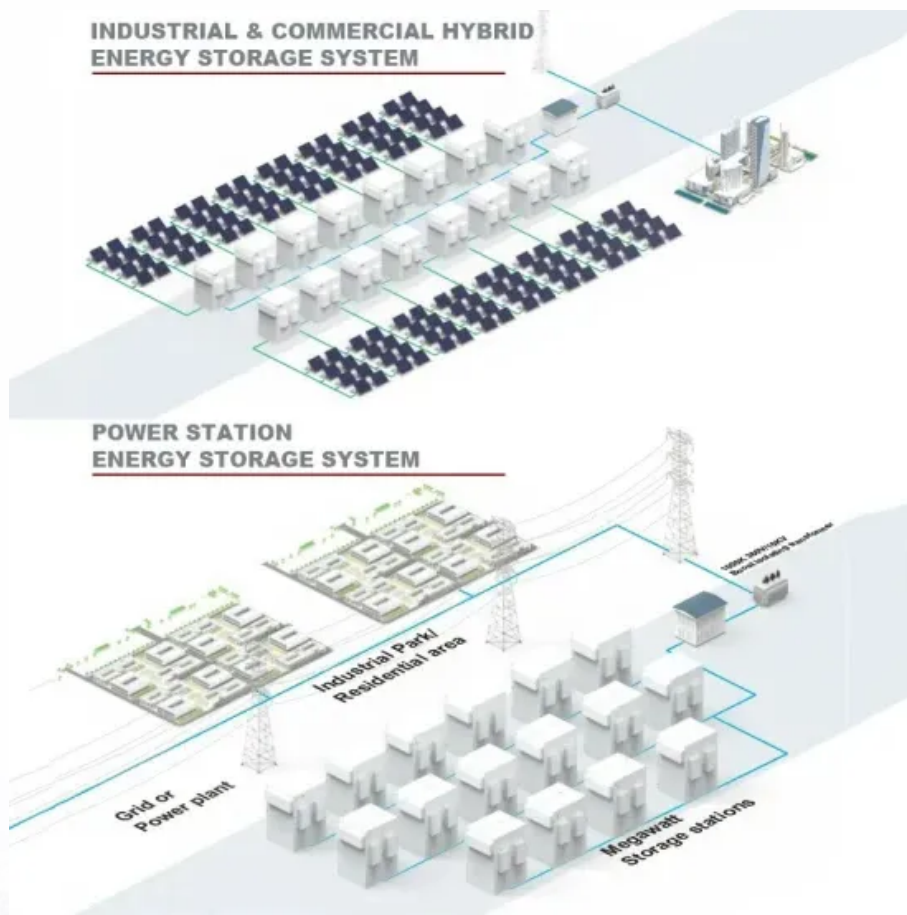 INDUSTRIAL & COMMERCIAL HYBRID
ENERGY STORAGE SYSTEM
POWER STATION
ENERGY STORAGE SYSTEM
Industrial Park/
Residential area
Grid or
Power plant
Megawatt
Storage stations